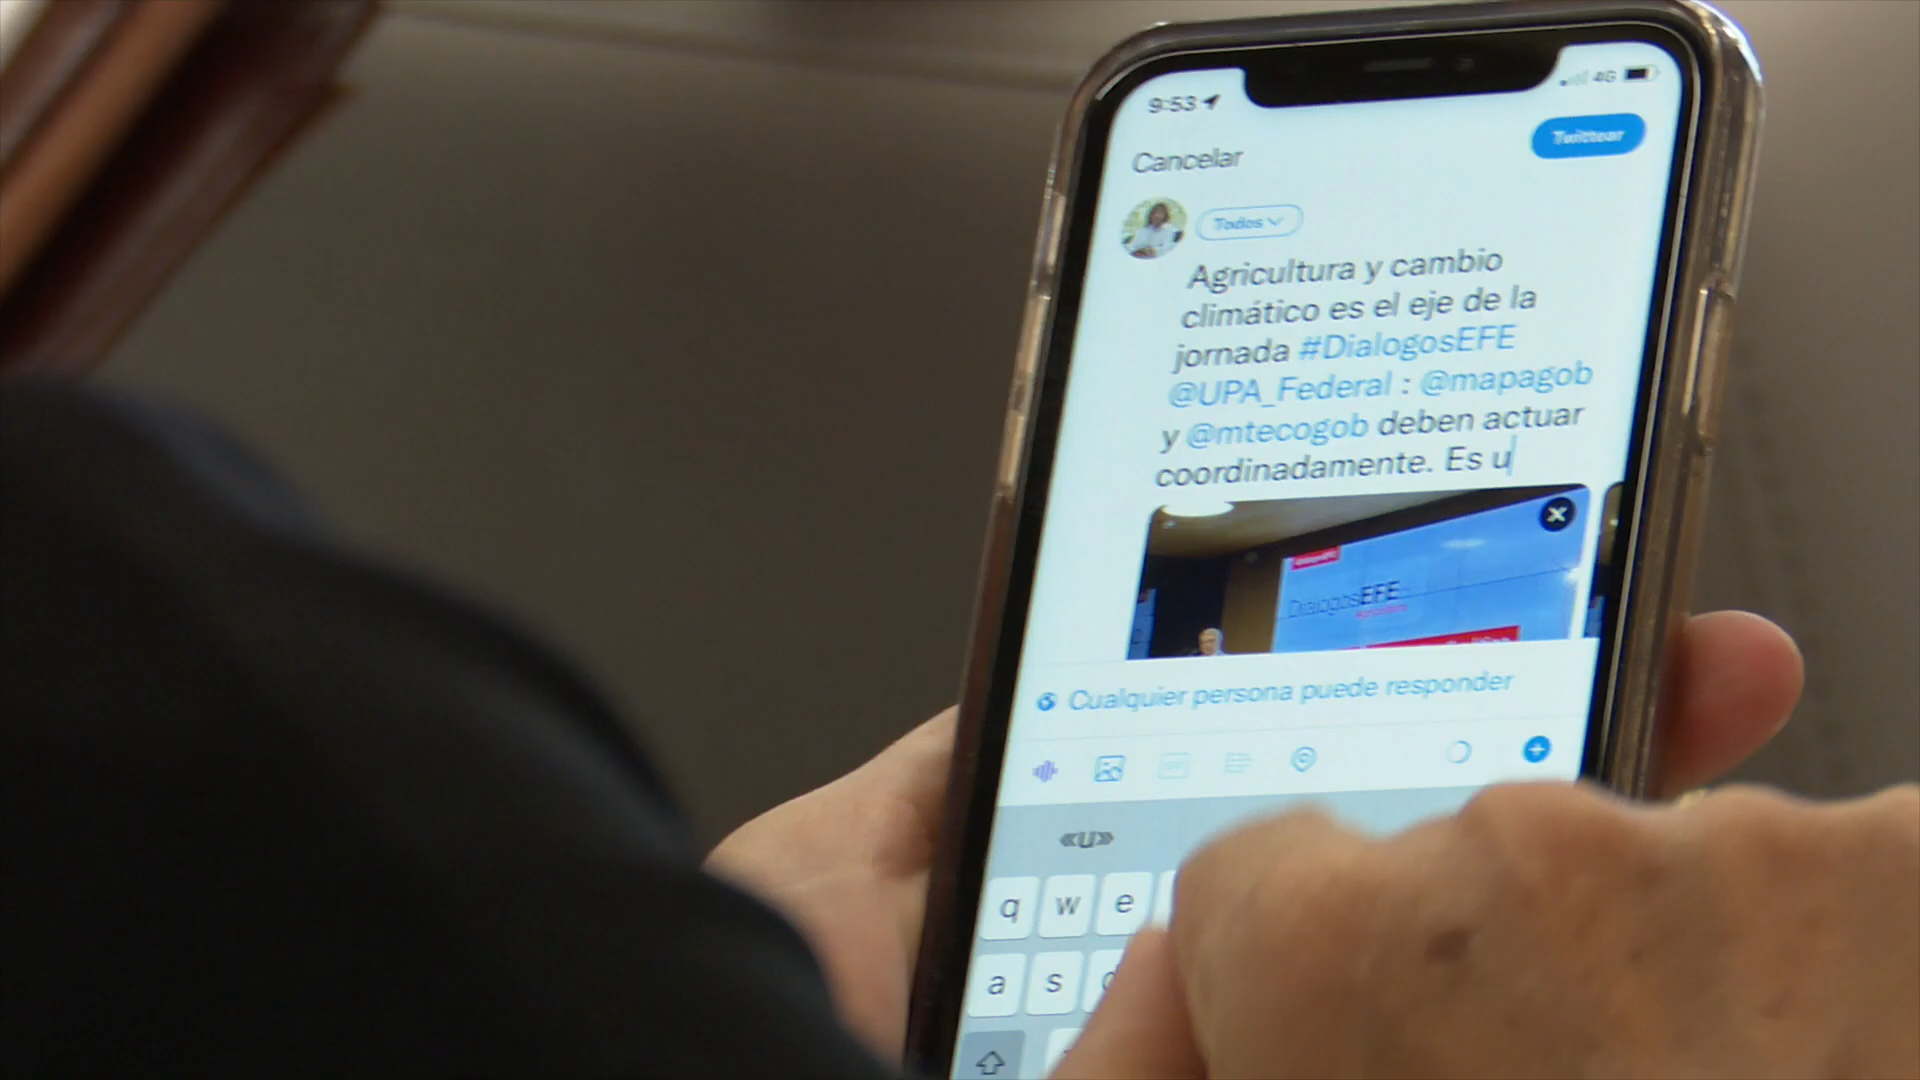 9:53
4G
Cancelar
Twittear
Todos
Agricultura y cambio
climático es el eje de la
jornada #DialogosEFE
@UPA_Federal : @mapagob
y @mtecogob deben actuar
coordinadamente. Es u
DialogosEFE
Cualquier persona puede responder
«u»
q w e
a s